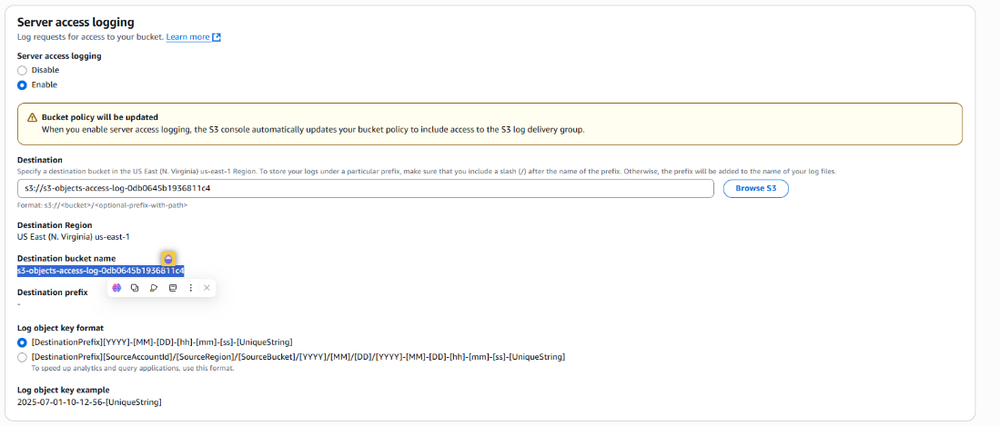 Server access logging
Log requests for access to your bucket. Learn more
Server access logging
Disable
Enable
Bucket policy will be updated
When you enable server access logging, the S3 console automatically updates your bucket policy to include access to the S3 log delivery group.
Destination
Specify a destination bucket in the US East (N. Virginia) us-east-1 Region. To store your logs under a particular prefix, make sure that you include a slash (/) after the name of the prefix. Otherwise, the prefix will be added to the name of your log files.
s3://s3-objects-access-log-0db0645b1936811c4
Browse S3
Format: s3://<bucket>/<optional-prefix-with-path>
Destination Region
US East (N. Virginia) us-east-1
Destination bucket name
s3-objects-access-log-0db0645b1936811c4
Destination prefix
-
Log object key format
[DestinationPrefix][YYYY]-[MM]-[DD]-[hh]-[mm]-[ss]-[UniqueString]
[DestinationPrefix][SourceAccountId]/[SourceRegion]/[SourceBucket]/[YYYY]/[MM]/[DD]/[YYYY]-[MM]-[DD]-[hh]-[mm]-[ss]-[UniqueString]
To speed up analytics and query applications, use this format.
Log object key example
2025-07-01-10-12-56-[UniqueString]